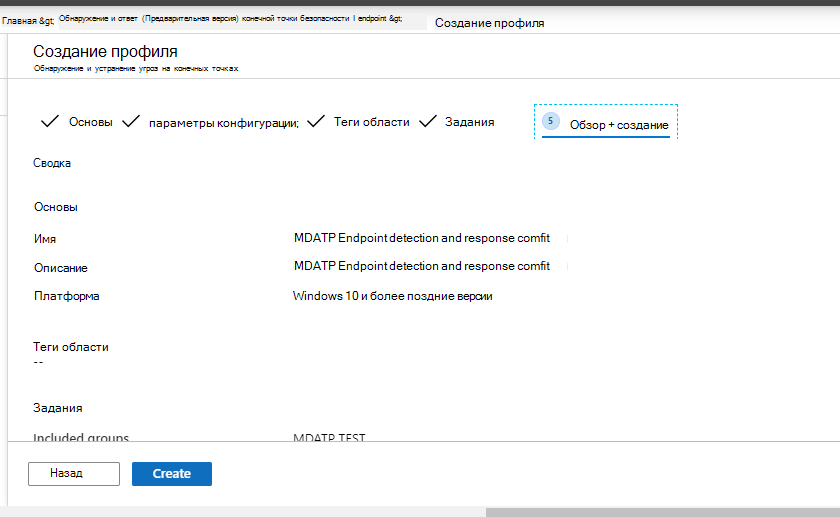 Главная &gt; Обнаружение и ответ (Предварительная версия) конечной точки безопасности I endpoint &gt; Создание профиля
Создание профиля
Обнаружение и устранение угроз на конечных точках.
Основы параметры конфигурации; Теги области Задания 5 Обзор + создание
Сводка
Основы
Имя MDATP Endpoint detection and response comfit
Описание MDATP Endpoint detection and response comfit
Платформа Windows 10 и более поздние версии
Теги области
--
Задания
Included groups MDATP TEST
Назад Create